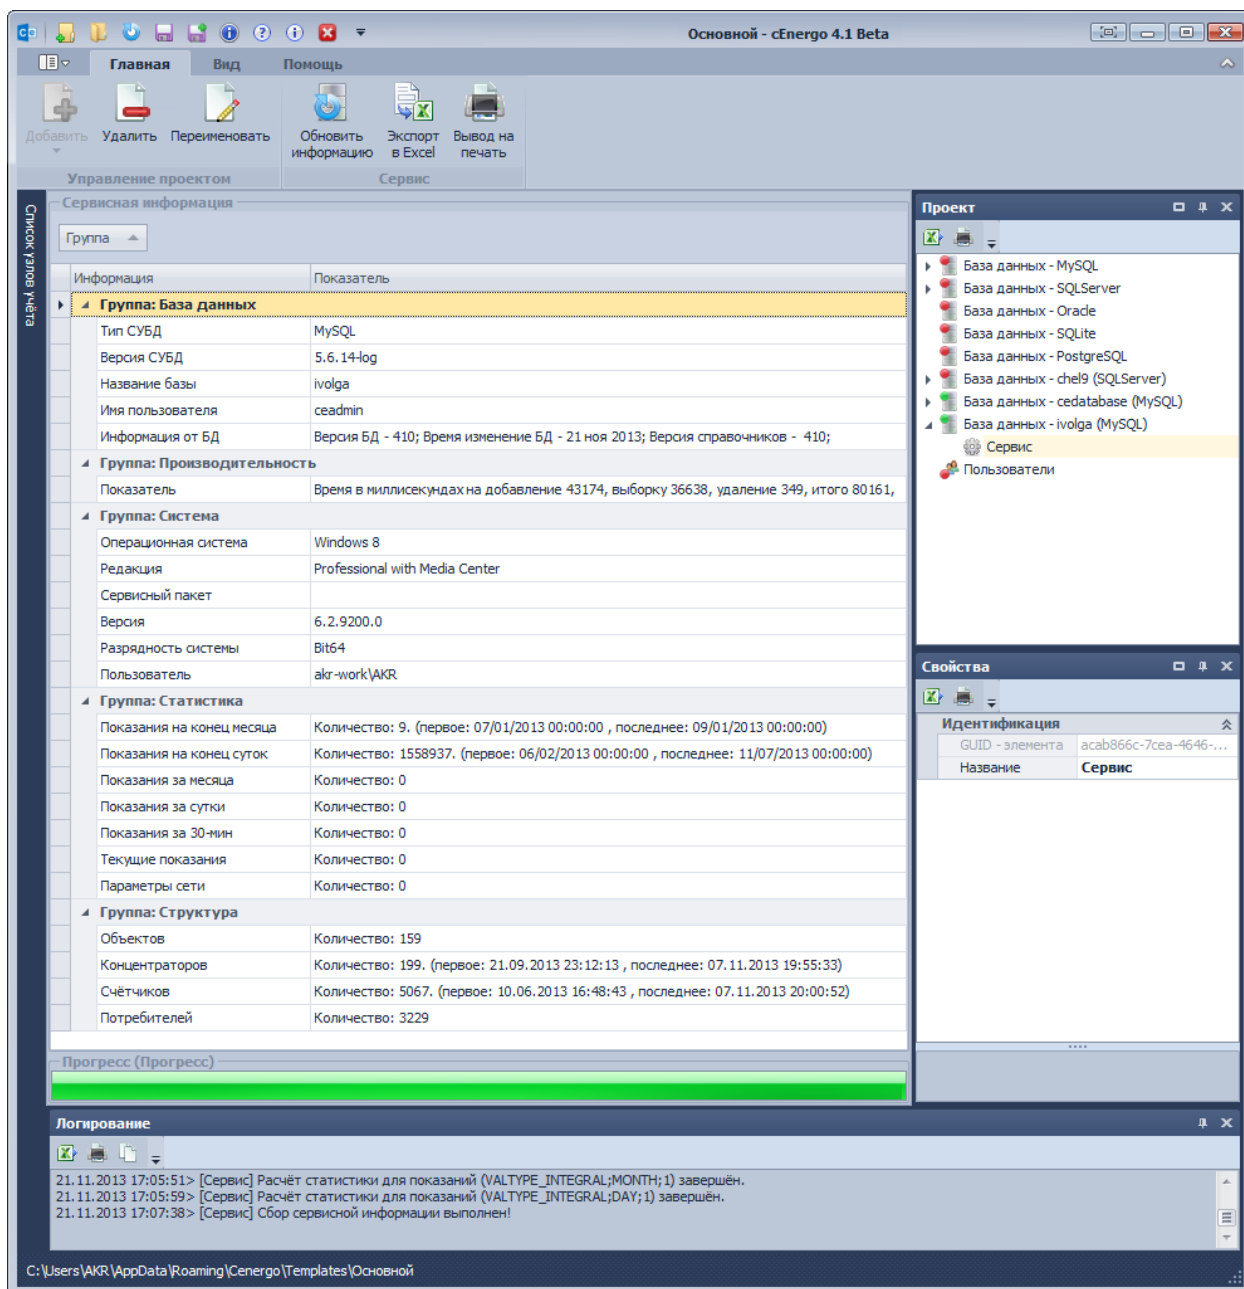 Основной - cEnergo 4.1 Beta
Главная Вид Помощь
Добавить Удалить Переименовать Обновить информацию Экспорт в Excel Вывод на печать
Управление проектом Сервис
Список узлов учёта
Сервисная информация
Группа
Информация Показатель
Группа: База данных
Тип СУБД MySQL
Версия СУБД 5.6.14-log
Название базы ivolga
Имя пользователя ceadmin
Информация от БД Версия БД - 410; Время изменение БД - 21 ноя 2013; Версия справочников - 410;
Группа: Производительность
Показатель Время в миллисекундах на добавление 43174, выборку 36638, удаление 349, итого 80161,
Группа: Система
Операционная система Windows 8
Редакция Professional with Media Center
Сервисный пакет
Версия 6.2.9200.0
Разрядность системы Bit64
Пользователь akr-work\AKR
Группа: Статистика
Показания на конец месяца Количество: 9. (первое: 07/01/2013 00:00:00 , последнее: 09/01/2013 00:00:00)
Показания на конец суток Количество: 1558937. (первое: 06/02/2013 00:00:00 , последнее: 11/07/2013 00:00:00)
Показания за месяца Количество: 0
Показания за сутки Количество: 0
Показания за 30-мин Количество: 0
Текущие показания Количество: 0
Параметры сети Количество: 0
Группа: Структура
Объектов Количество: 159
Концентраторов Количество: 199. (первое: 21.09.2013 23:12:13 , последнее: 07.11.2013 19:55:33)
Счётчиков Количество: 5067. (первое: 10.06.2013 16:48:43 , последнее: 07.11.2013 20:00:52)
Потребителей Количество: 3229
Прогресс (Прогресс)
Проект
База данных - MySQL
База данных - SQLServer
База данных - Oracle
База данных - SQLite
База данных - PostgreSQL
База данных - chel9 (SQLServer)
База данных - cedatabase (MySQL)
База данных - ivolga (MySQL)
Сервис
Пользователи
Свойства
Идентификация
GUID - элемента acab866c-7cea-4646-...
Название Сервис
Логирование
21.11.2013 17:05:51> [Сервис] Расчёт статистики для показаний (VALTYPE_INTEGRAL;MONTH;1) завершён.
21.11.2013 17:05:59> [Сервис] Расчёт статистики для показаний (VALTYPE_INTEGRAL;DAY;1) завершён.
21.11.2013 17:07:38> [Сервис] Сбор сервисной информации выполнен!
C:\Users\AKR\AppData\Roaming\Cenergo\Templates\Основной